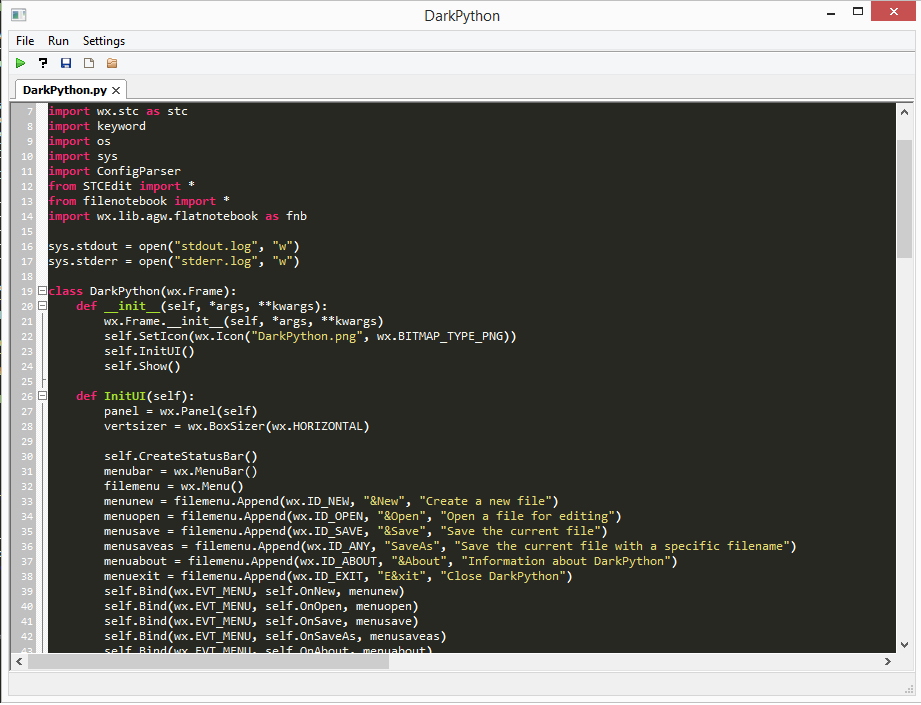 DarkPython
File Run Settings
DarkPython.py
7 import wx.stc as stc
8 import keyword
9 import os
10 import sys
11 import ConfigParser
12 from STCEdit import *
13 from filenotebook import *
14 import wx.lib.agw.flatnotebook as fnb
15
16 sys.stdout = open("stdout.log", "w")
17 sys.stderr = open("stderr.log", "w")
18
19 class DarkPython(wx.Frame):
20     def __init__(self, *args, **kwargs):
21         wx.Frame.__init__(self, *args, **kwargs)
22         self.SetIcon(wx.Icon("DarkPython.png", wx.BITMAP_TYPE_PNG))
23         self.InitUI()
24         self.Show()
25
26     def InitUI(self):
27         panel = wx.Panel(self)
28         vertsizer = wx.BoxSizer(wx.HORIZONTAL)
29
30         self.CreateStatusBar()
31         menubar = wx.MenuBar()
32         filemenu = wx.Menu()
33         menunew = filemenu.Append(wx.ID_NEW, "&New", "Create a new file")
34         menuopen = filemenu.Append(wx.ID_OPEN, "&Open", "Open a file for editing")
35         menusave = filemenu.Append(wx.ID_SAVE, "&Save", "Save the current file")
36         menusaveas = filemenu.Append(wx.ID_ANY, "SaveAs", "Save the current file with a specific filename")
37         menuabout = filemenu.Append(wx.ID_ABOUT, "&About", "Information about DarkPython")
38         menuexit = filemenu.Append(wx.ID_EXIT, "E&xit", "Close DarkPython")
39         self.Bind(wx.EVT_MENU, self.OnNew, menunew)
40         self.Bind(wx.EVT_MENU, self.OnOpen, menuopen)
41         self.Bind(wx.EVT_MENU, self.OnSave, menusave)
42         self.Bind(wx.EVT_MENU, self.OnSaveAs, menusaveas)
43         self.Bind(wx.EVT_MENU, self.OnAbout, menuabout)